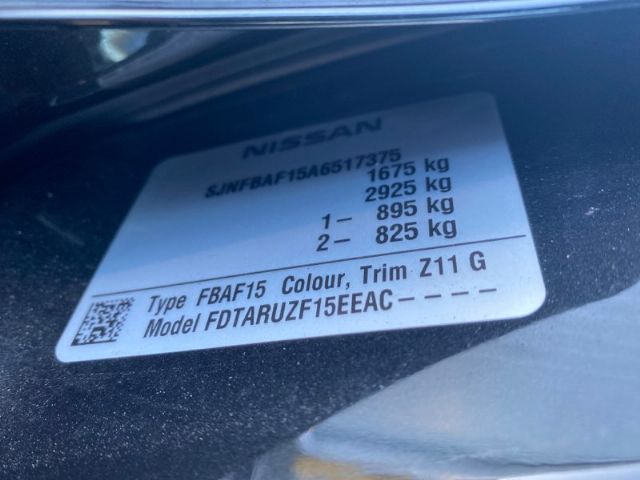 NISSAN
SJNFBAF15A6517375
1675 kg
2925 kg
1- 895 kg
2- 825 kg
Type FBAF15 Colour, Trim Z11 G
Model FDTARUZF15EEAC----